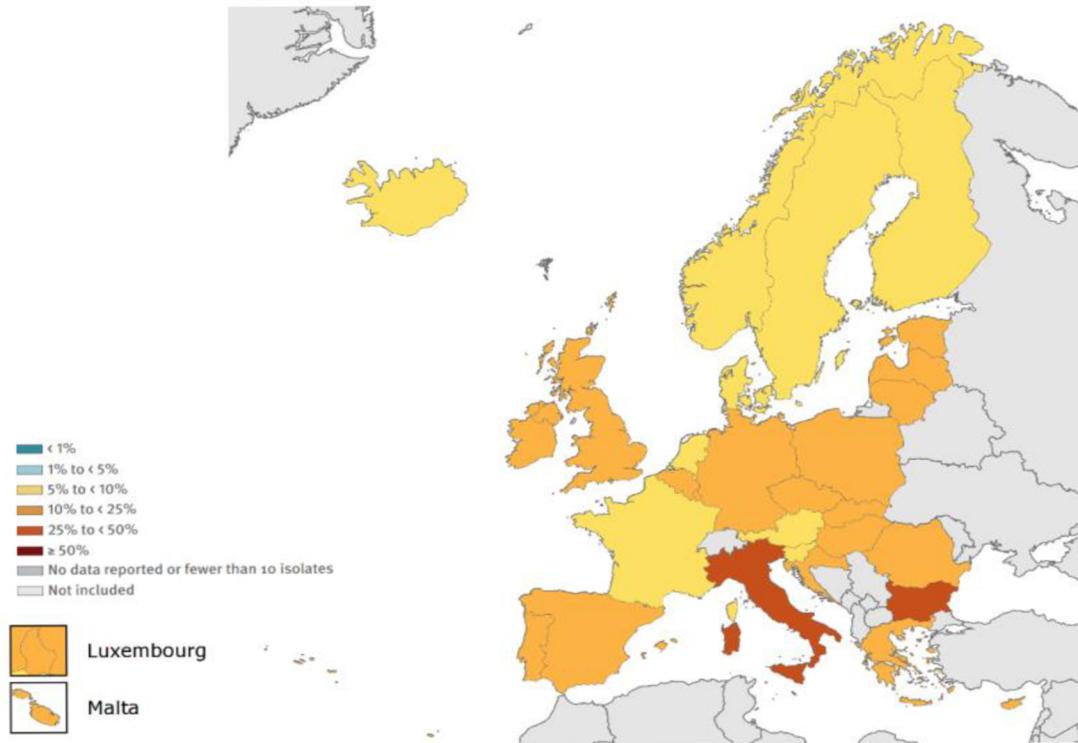 < 1%
1% to < 5%
5% to < 10%
10% to < 25%
25% to < 50%
≥ 50%
No data reported or fewer than 10 isolates
Not included
Luxembourg
Malta